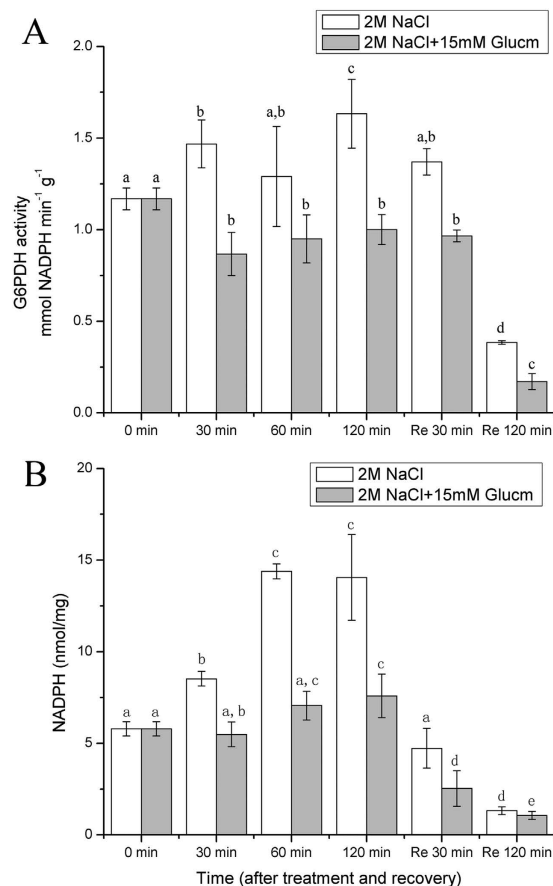 A
2M NaCl
2M NaCl+15mM Glucm
G6PDH activity
mmol NADPH min⁻¹ g⁻¹
2.0
1.5
1.0
0.5
0.0
a a b b a,b b c b a,b b d c
0 min 30 min 60 min 120 min Re 30 min Re 120 min
B
2M NaCl
2M NaCl+15mM Glucm
NADPH (nmol/mg)
20
15
10
5
0
a a b a, b c a, c c c a d d e
0 min 30 min 60 min 120 min Re 30 min Re 120 min
Time (after treatment and recovery)